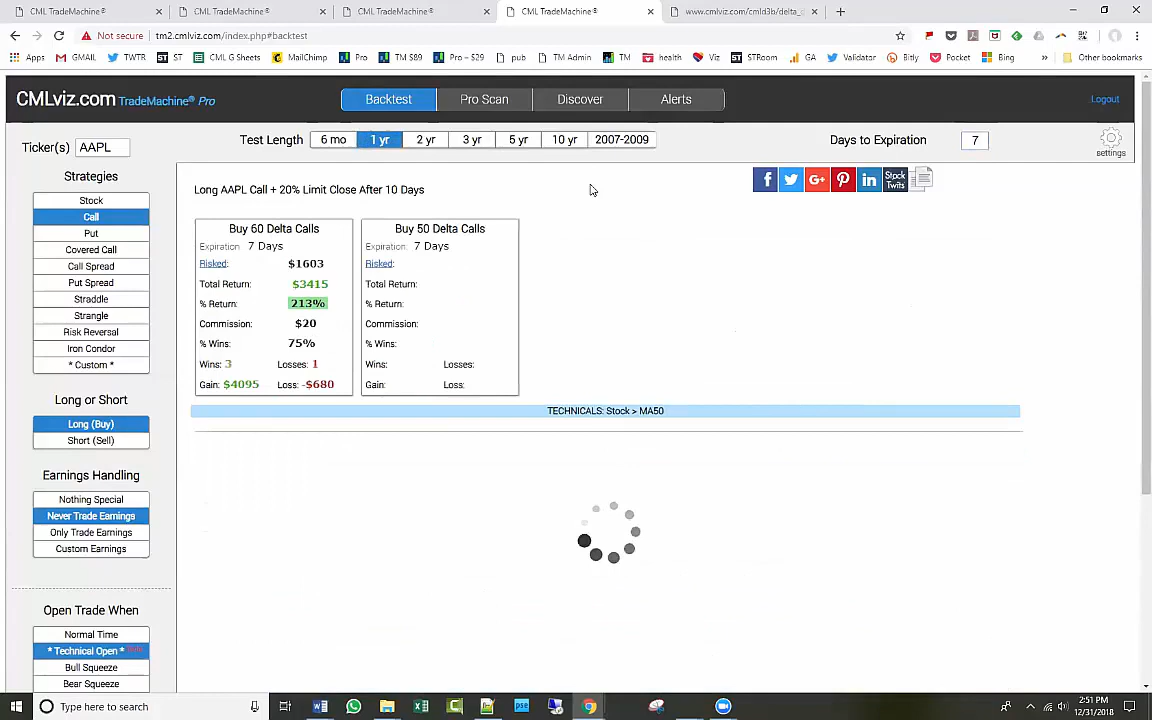 CML TradeMachine®
CML TradeMachine®
CML TradeMachine®
CML TradeMachine®
www.cmlviz.com/cmld3b/delta_c
Not secure
tm2.cmlviz.com/index.php#backtest
Apps
GMAIL
TWTR
ST
CML G Sheets
MailChimp
Pro
TM $89
Pro – $29
pub
TM Admin
TM
health
Viz
STRoom
GA
Validator
Bitly
Pocket
Bing
Other bookmarks
CMLviz.com TradeMachine® Pro
Backtest
Pro Scan
Discover
Alerts
Logout
Ticker(s) AAPL
Test Length 6 mo 1 yr 2 yr 3 yr 5 yr 10 yr 2007-2009
Days to Expiration 7
settings
Strategies
Stock
Call
Put
Covered Call
Call Spread
Put Spread
Straddle
Strangle
Risk Reversal
Iron Condor
* Custom *
Long or Short
Long (Buy)
Short (Sell)
Earnings Handling
Nothing Special
Never Trade Earnings
Only Trade Earnings
Custom Earnings
Open Trade When
Normal Time
* Technical Open *
Bull Squeeze
Bear Squeeze
Long AAPL Call + 20% Limit Close After 10 Days
Stock
Twits
Buy 60 Delta Calls
Expiration: 7 Days
Risked: $1603
Total Return: $3415
% Return: 213%
Commission: $20
% Wins: 75%
Wins: 3 Losses: 1
Gain: $4095 Loss: -$680
Buy 50 Delta Calls
Expiration: 7 Days
Risked:
Total Return:
% Return:
Commission:
% Wins:
Wins: Losses:
Gain: Loss:
TECHNICALS: Stock > MA50
Type here to search
2:51 PM
12/31/2018